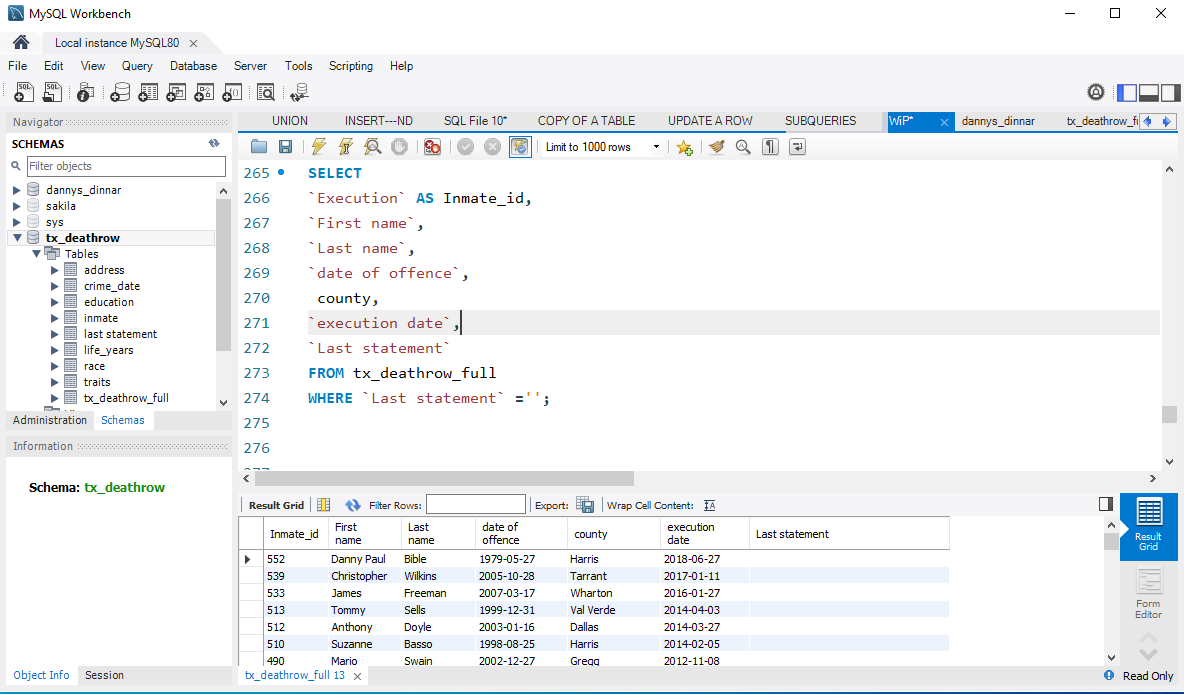 MySQL Workbench
Local instance MySQL80
File Edit View Query Database Server Tools Scripting Help
Navigator
SCHEMAS
Filter objects
dannys_dinnar
sakila
sys
tx_deathrow
Tables
address
crime_date
education
inmate
last statement
life_years
race
traits
tx_deathrow_full
Administration Schemas
Information
Schema: tx_deathrow
Object Info Session
UNION INSERT---ND SQL File 10* COPY OF A TABLE UPDATE A ROW SUBQUERIES WiP* dannys_dinnar tx_deathrow_f
Limit to 1000 rows
265 SELECT
266 `Execution` AS Inmate_id,
267 `First name`,
268 `Last name`,
269 `date of offence`,
270 county,
271 `execution date`,
272 `Last statement`
273 FROM tx_deathrow_full
274 WHERE `Last statement` ='';
275
276
277
Result Grid Filter Rows: Export: Wrap Cell Content:
Inmate_id First name Last name date of offence county execution date Last statement
552 Danny Paul Bible 1979-05-27 Harris 2018-06-27
539 Christopher Wilkins 2005-10-28 Tarrant 2017-01-11
533 James Freeman 2007-03-17 Wharton 2016-01-27
513 Tommy Sells 1999-12-31 Val Verde 2014-04-03
512 Anthony Doyle 2003-01-16 Dallas 2014-03-27
510 Suzanne Basso 1998-08-25 Harris 2014-02-05
490 Mario Swain 2002-12-27 Gregg 2012-11-08
Result Grid
Form Editor
tx_deathrow_full 13
Read Only